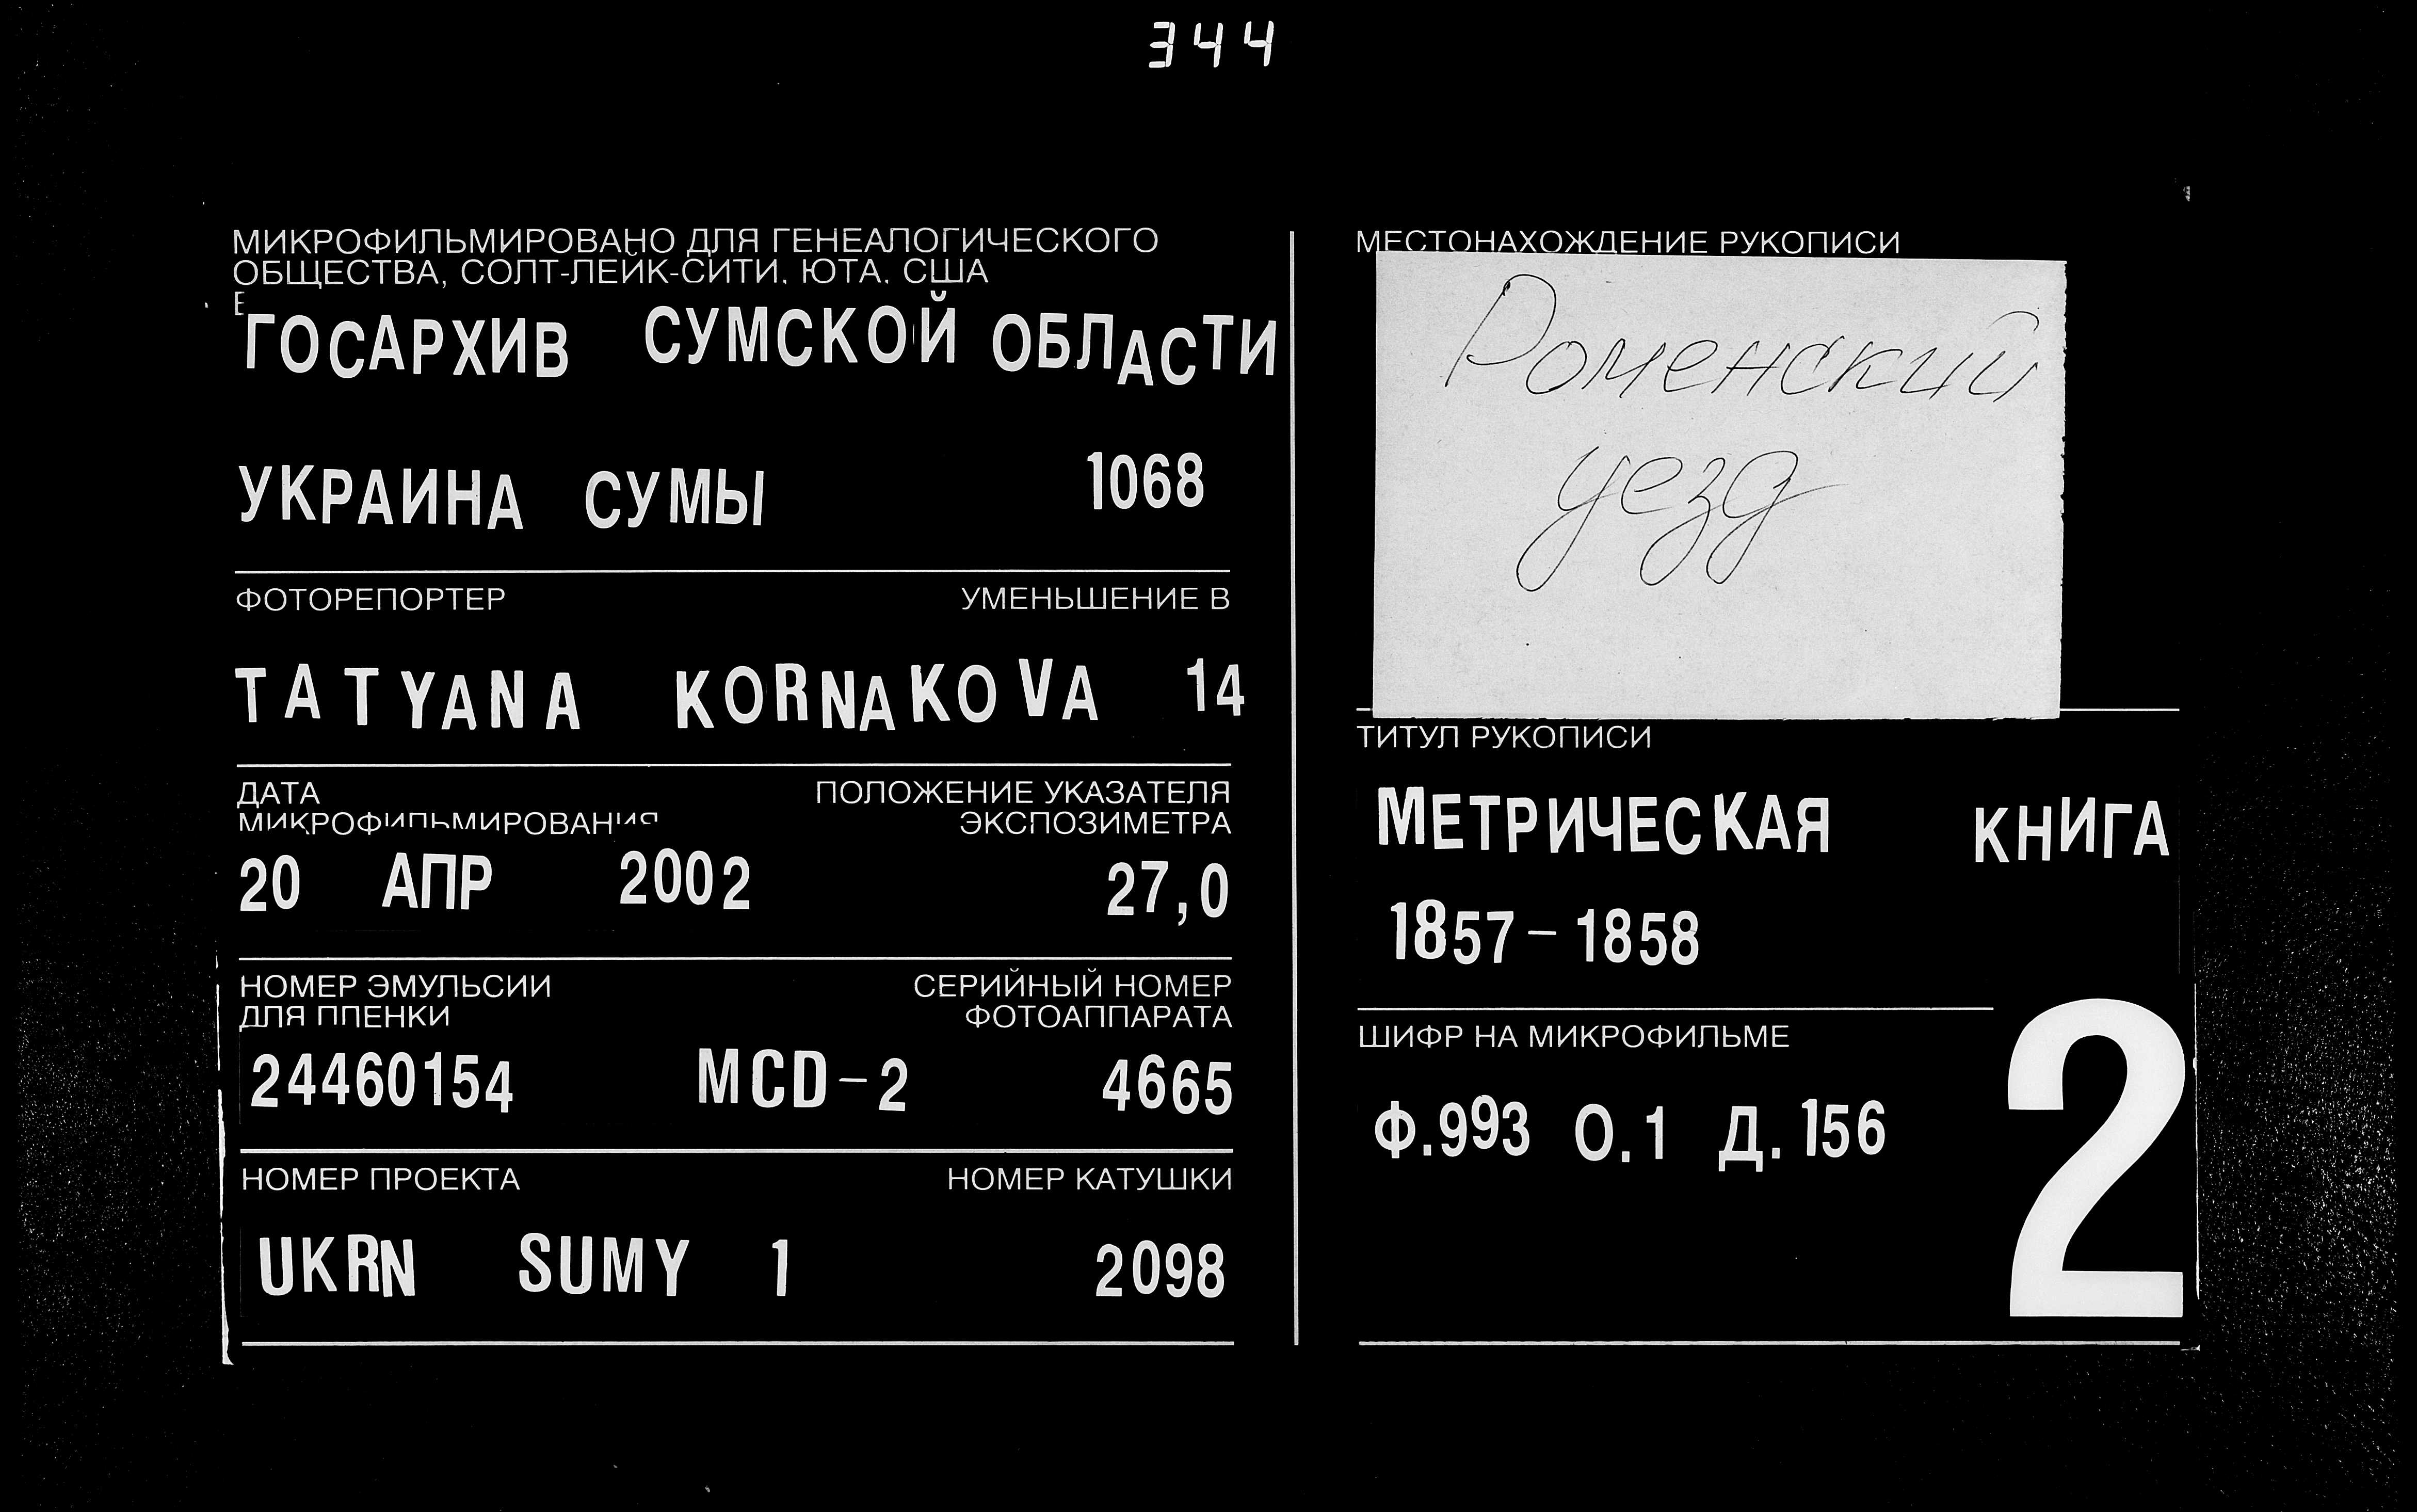 344
МИКРОФИЛЬМИРОВАНО ДЛЯ ГЕНЕАЛОГИЧЕСКОГО
ОБЩЕСТВА, СОЛТ-ЛЕЙК-СИТИ, ЮТА, США
ГОСАРХИВ СУМСКОЙ ОБЛАСТИ
УКРАИНА СУМЫ 1068
ФОТОРЕПОРТЕР УМЕНЬШЕНИЕ В
TATYANA KORNAKOVA 14
ДАТА ПОЛОЖЕНИЕ УКАЗАТЕЛЯ
МИКРОФИЛЬМИРОВАНИЯ ЭКСПОЗИМЕТРА
20 АПР 2002 27,0
НОМЕР ЭМУЛЬСИИ СЕРИЙНЫЙ НОМЕР
ДЛЯ ПЛЕНКИ ФОТОАППАРАТА
24460154 MCD-2 4665
НОМЕР ПРОЕКТА НОМЕР КАТУШКИ
UKRN SUMY 1 2098
МЕСТОНАХОЖДЕНИЕ РУКОПИСИ
Роменский
уезд
ТИТУЛ РУКОПИСИ
МЕТРИЧЕСКАЯ КНИГА
1857-1858
ШИФР НА МИКРОФИЛЬМЕ
Ф.993 О.1 Д.156
2